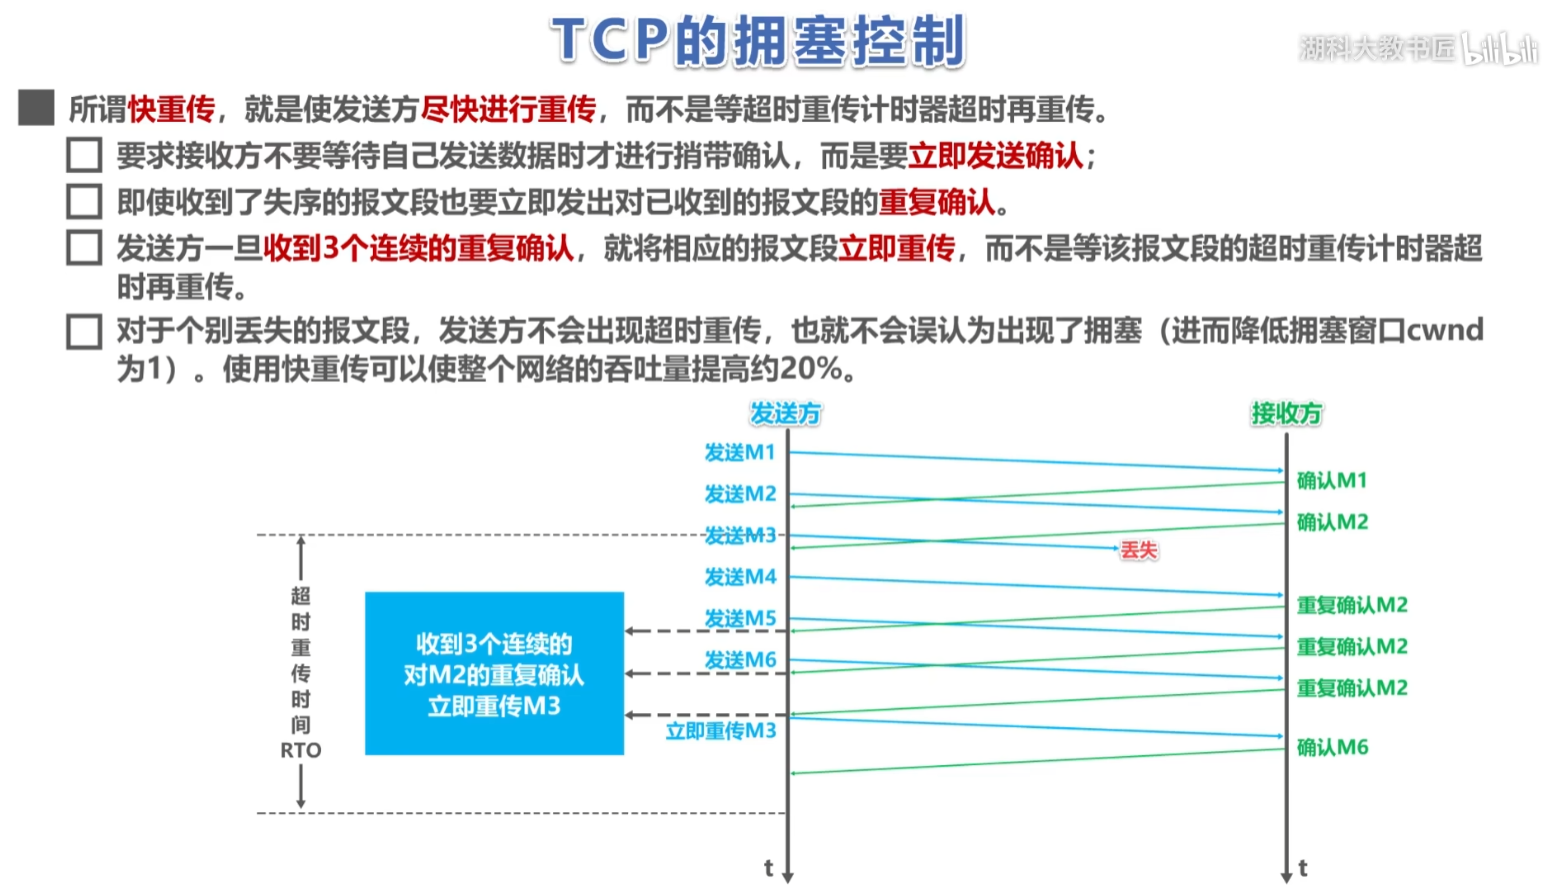 TCP的拥塞控制
湖科大教书匠 bilibili
所谓快重传，就是使发送方尽快进行重传，而不是等超时重传计时器超时再重传。
要求接收方不要等待自己发送数据时才进行捎带确认，而是要立即发送确认；
即使收到了失序的报文段也要立即发出对已收到的报文段的重复确认。
发送方一旦收到3个连续的重复确认，就将相应的报文段立即重传，而不是等该报文段的超时重传计时器超
时再重传。
对于个别丢失的报文段，发送方不会出现超时重传，也就不会误认为出现了拥塞（进而降低拥塞窗口cwnd
为1）。使用快重传可以使整个网络的吞吐量提高约20%。
发送方
接收方
发送M1
确认M1
发送M2
确认M2
发送M3
丢失
发送M4
重复确认M2
发送M5
重复确认M2
发送M6
重复确认M2
立即重传M3
确认M6
超
时
重
传
时
间
RTO
收到3个连续的
对M2的重复确认
立即重传M3
t
t